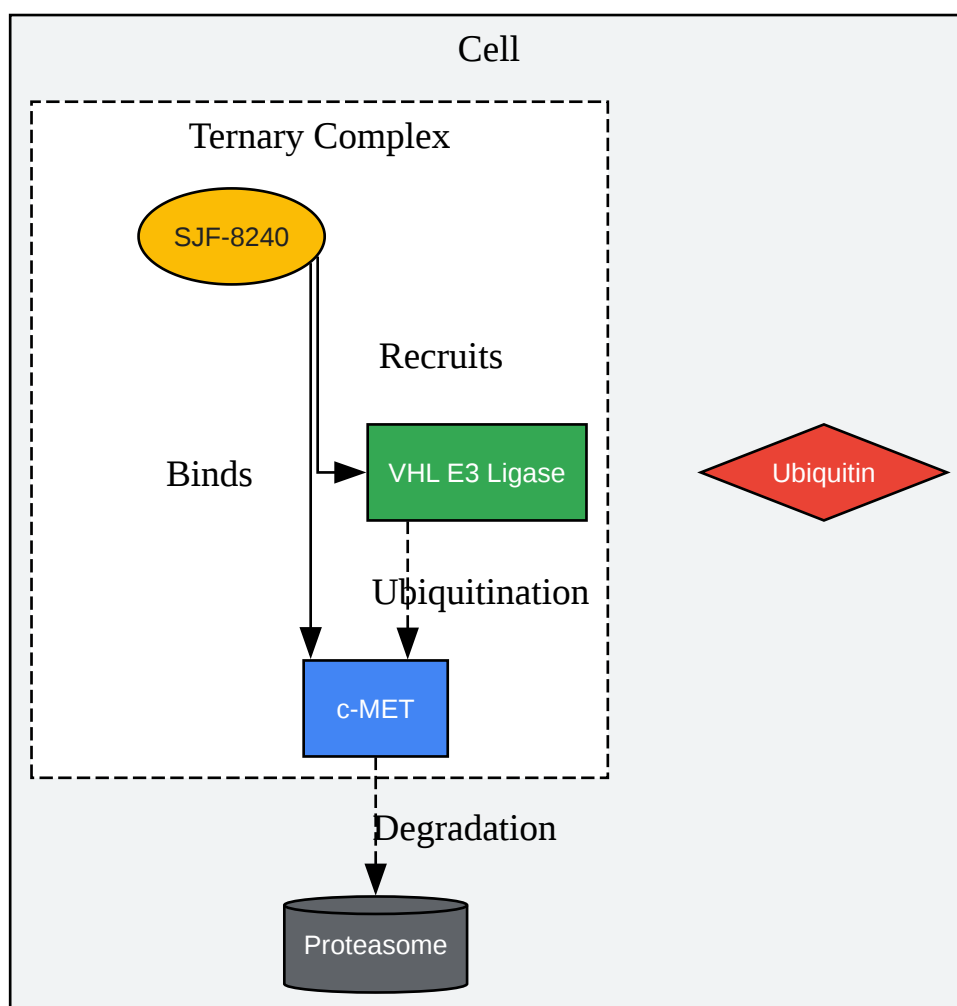 Cell
Ternary Complex
SJF-8240
Recruits
Binds
VHL E3 Ligase
Ubiquitin
Ubiquitination
c-MET
Degradation
Proteasome